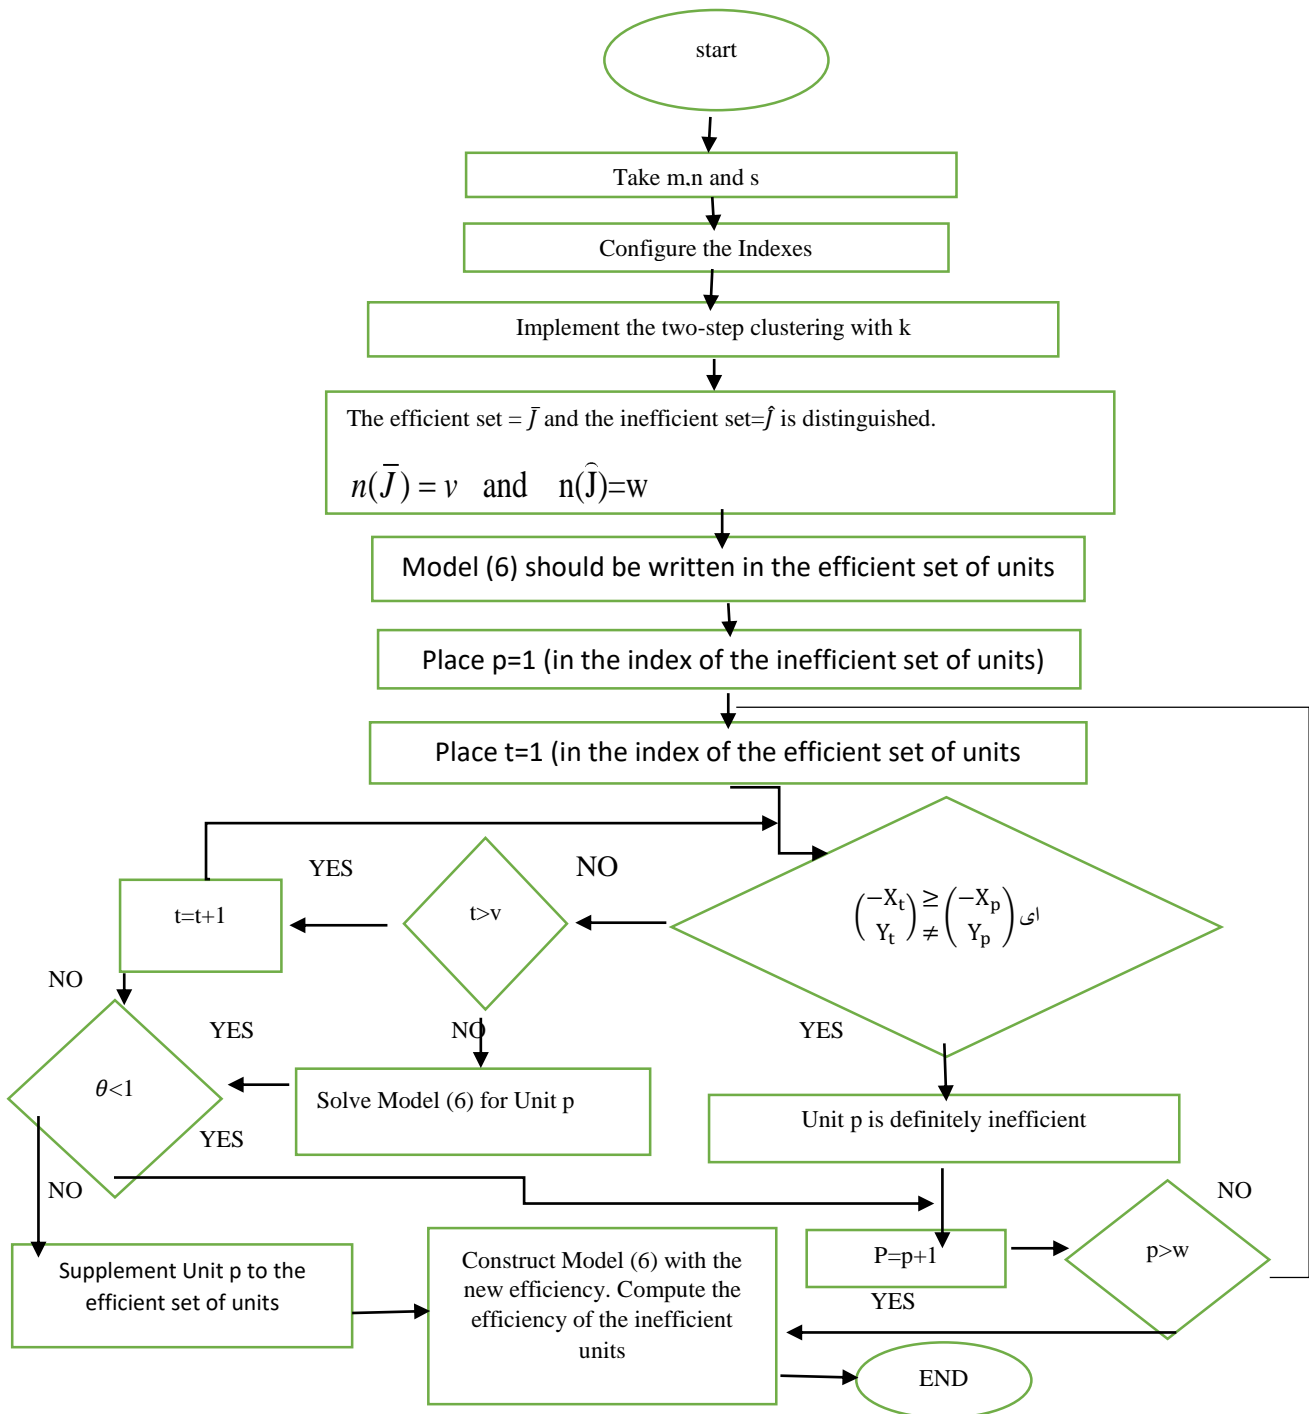 start
Take m,n and s
Configure the Indexes
Implement the two-step clustering with k
The efficient set = J̄ and the inefficient set=Ĵ is distinguished.
n(J̄) = v and n(Ĵ)=w
Model (6) should be written in the efficient set of units
Place p=1 (in the index of the inefficient set of units)
Place t=1 (in the index of the efficient set of units
YES
NO
t=t+1
t>v
(−Xₜ Yₜ) ≥ ≠ (−Xₚ Yₚ) ای
NO
YES
NO
YES
θ<1
Solve Model (6) for Unit p
Unit p is definitely inefficient
YES
NO
NO
Supplement Unit p to the
efficient set of units
Construct Model (6) with the
new efficiency. Compute the
efficiency of the inefficient
units
P=p+1
p>w
YES
END